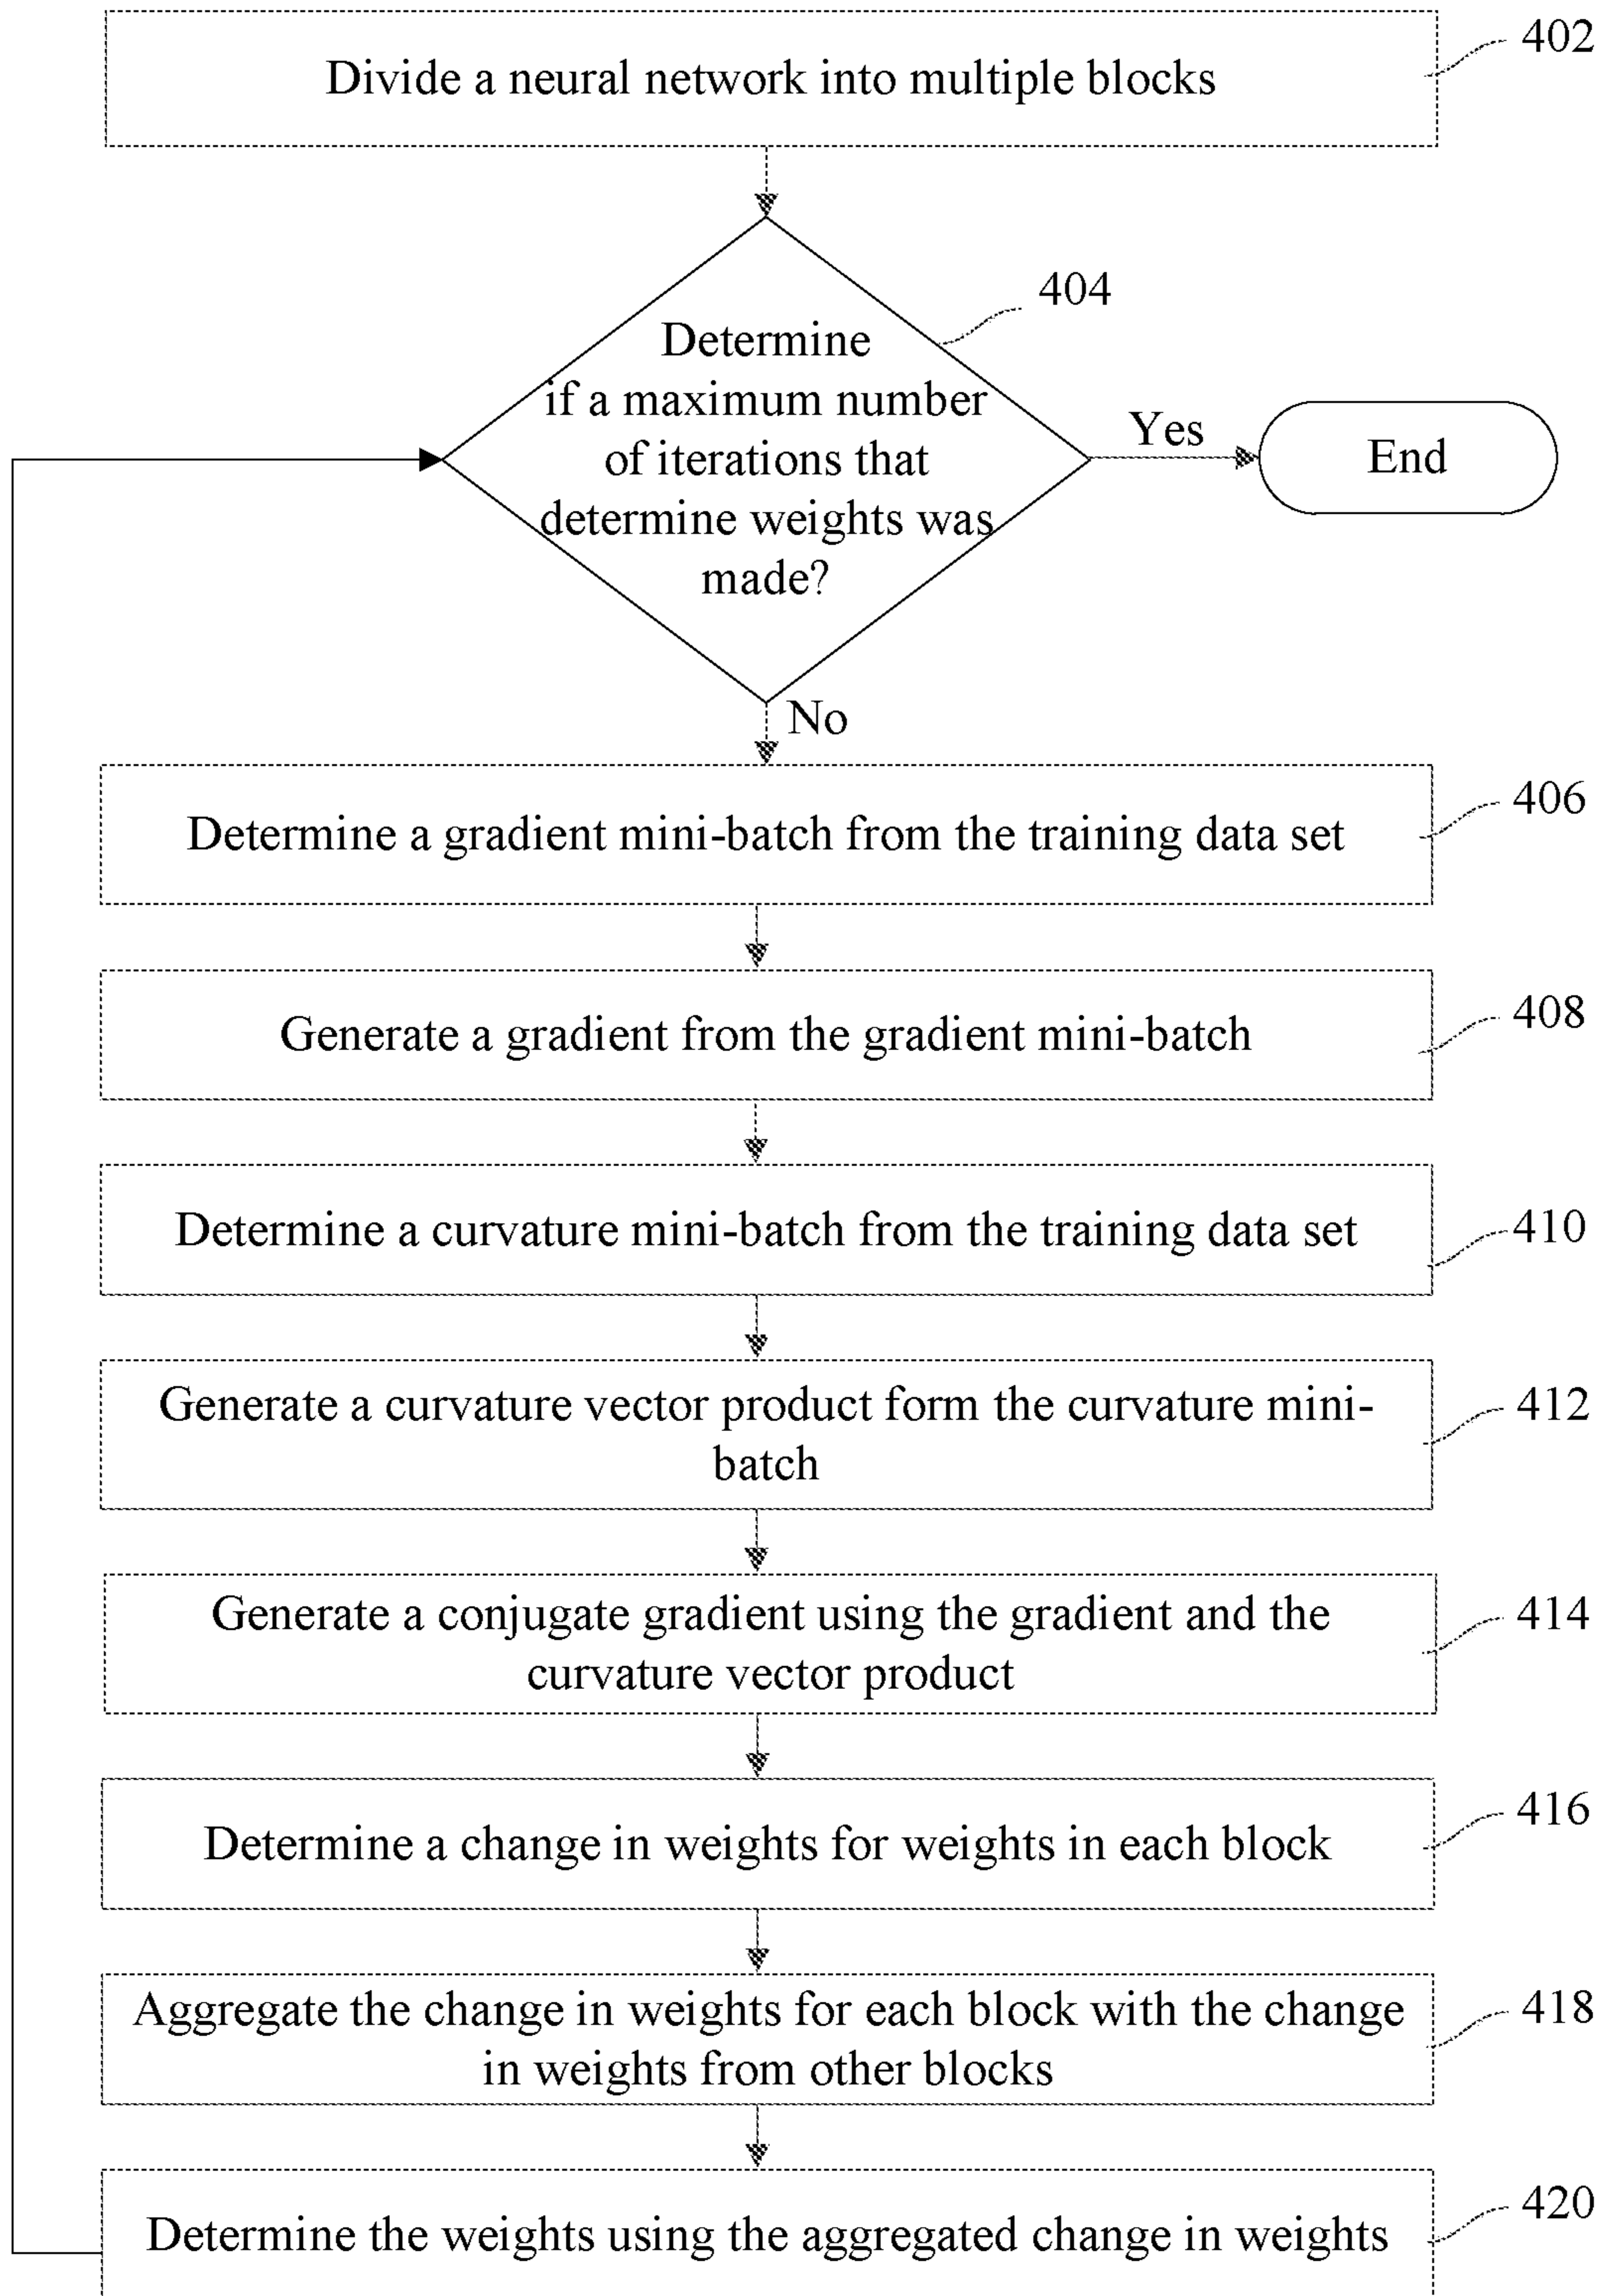 Divide a neural network into multiple blocks
402
404
Determine
if a maximum number
of iterations that
determine weights was
made?
Yes
End
No
Determine a gradient mini-batch from the training data set
406
Generate a gradient from the gradient mini-batch
408
Determine a curvature mini-batch from the training data set
410
Generate a curvature vector product form the curvature mini-
batch
412
Generate a conjugate gradient using the gradient and the
curvature vector product
414
Determine a change in weights for weights in each block
416
Aggregate the change in weights for each block with the change
in weights from other blocks
418
Determine the weights using the aggregated change in weights
420